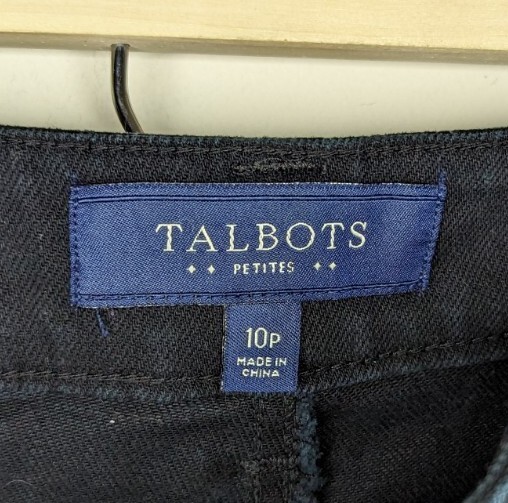 TALBOTS
PETITES
10P
MADE IN
CHINA